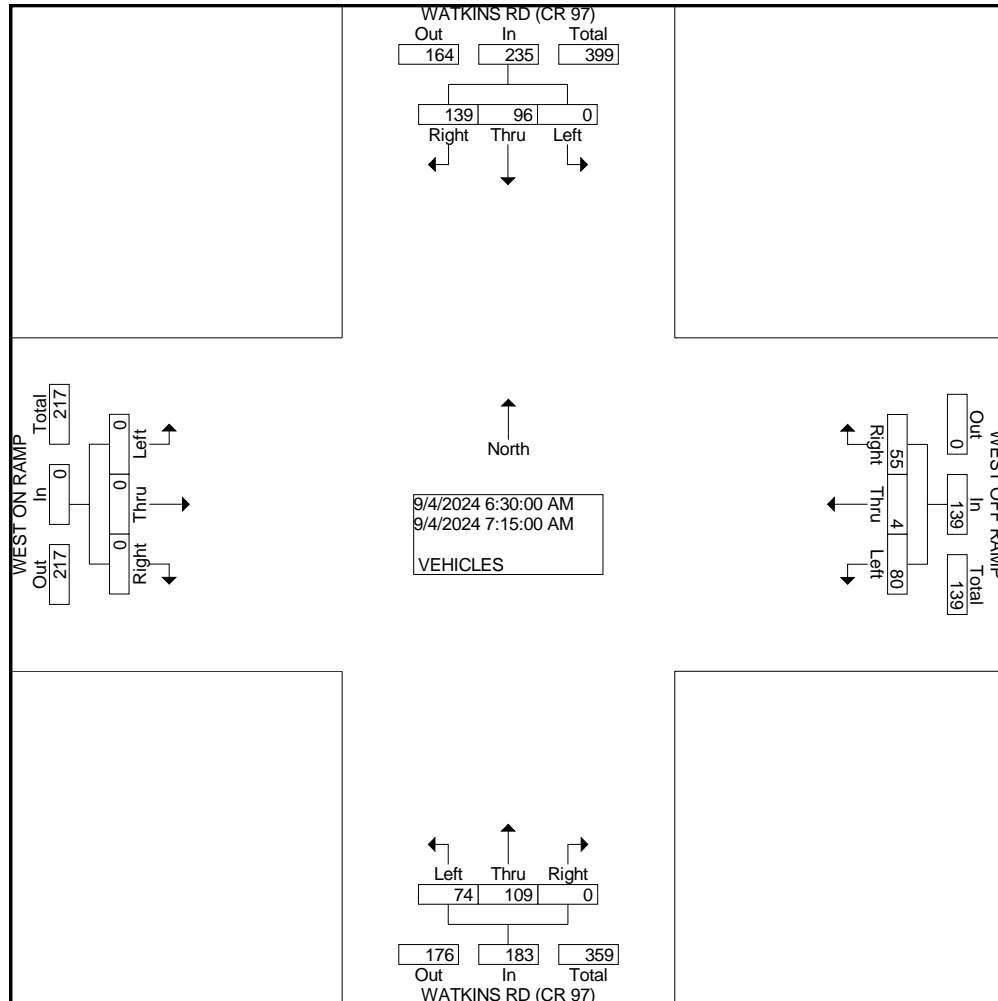 WATKINS RD (CR 97)
Out In Total
164 235 399
139 96 0
Right Thru Left
WEST ON RAMP
Total In Out
217 0 217
0 0 0
Left Thru Right
North
9/4/2024 6:30:00 AM
9/4/2024 7:15:00 AM
VEHICLES
Right Thru Left
55 4 80
Out In Total
0 139 139
WEST OFF RAMP
Left Thru Right
74 109 0
176 183 359
Out In Total
WATKINS RD (CR 97)